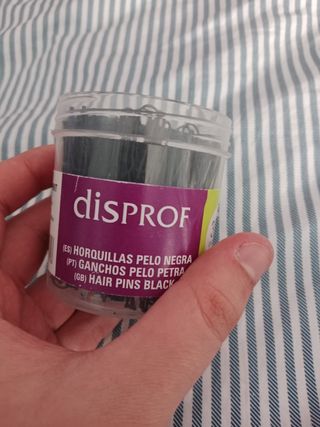 disPROF
(ES) HORQUILLAS PELO NEGRA
(PT) GANCHOS PELO PETRA
(GB) HAIR PINS BLACK